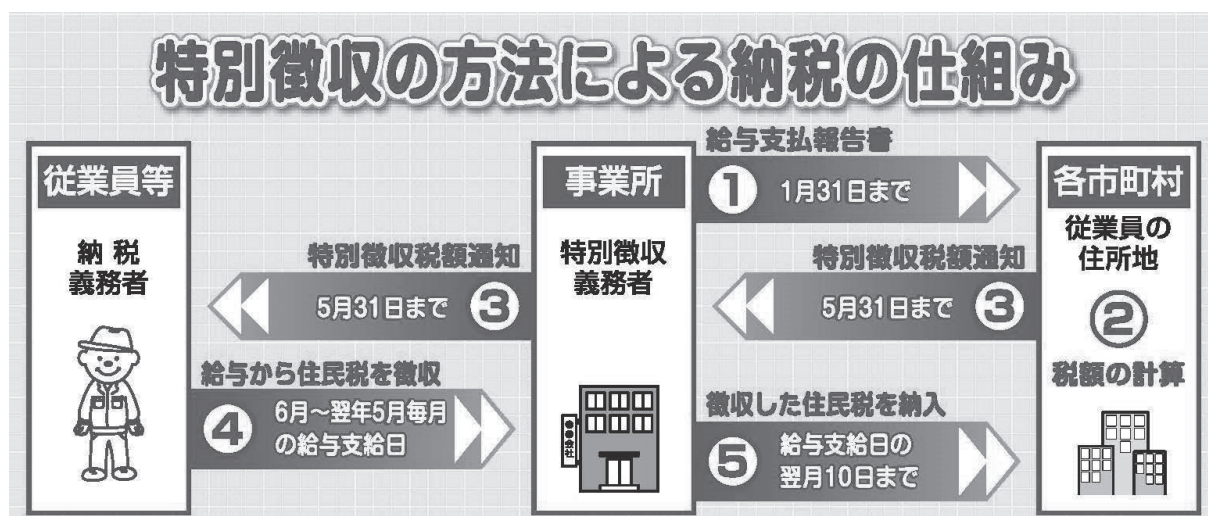 特別徴収の方法による納税の仕組み
従業員等
納税
義務者
事業所
特別徴収
義務者
各市町村
従業員の
住所地
②
税額の計算
給与支払報告書
① 1月31日まで
特別徴収税額通知
5月31日まで ③
特別徴収税額通知
5月31日まで ③
給与から住民税を徴収
④ 6月〜翌年5月毎月
の給与支給日
徴収した住民税を納入
⑤ 給与支給日の
翌月10日まで